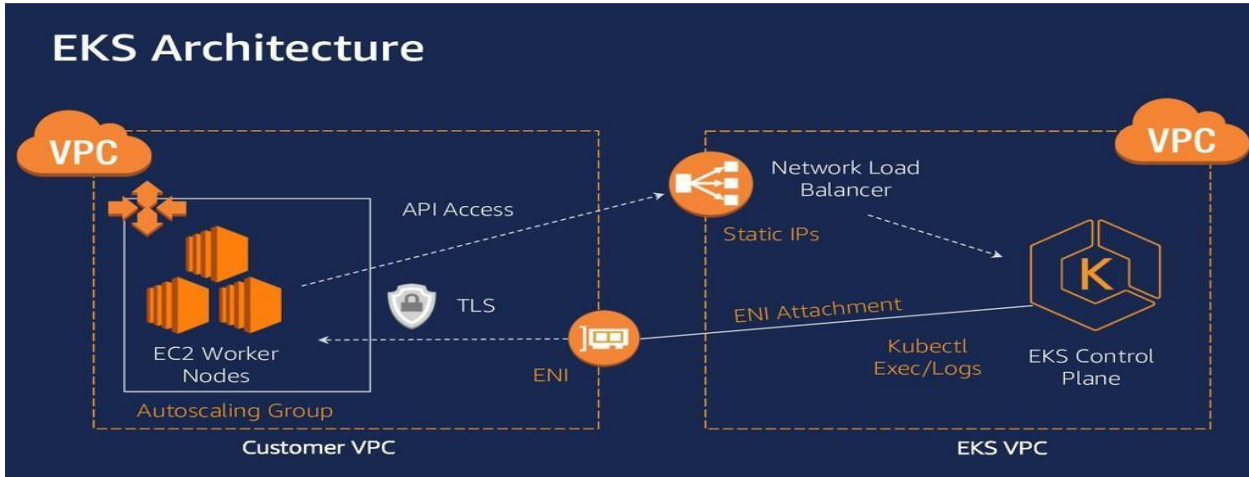 EKS Architecture
VPC
VPC
Network Load
Balancer
API Access
Static IPs
K
TLS
ENI Attachment
EC2 Worker
Nodes
ENI
Kubectl
Exec/Logs
EKS Control
Plane
Autoscaling Group
Customer VPC
EKS VPC